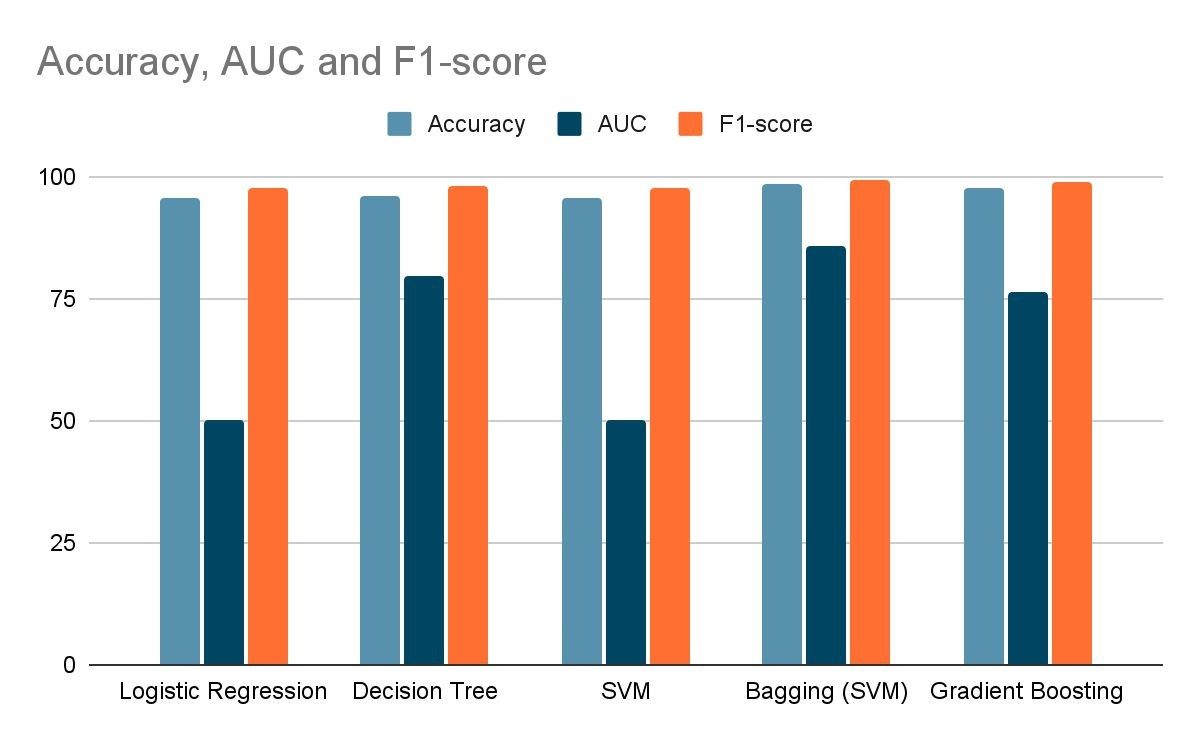 Accuracy, AUC and F1-score
Accuracy AUC F1-score
100
75
50
25
0
Logistic Regression Decision Tree SVM Bagging (SVM) Gradient Boosting